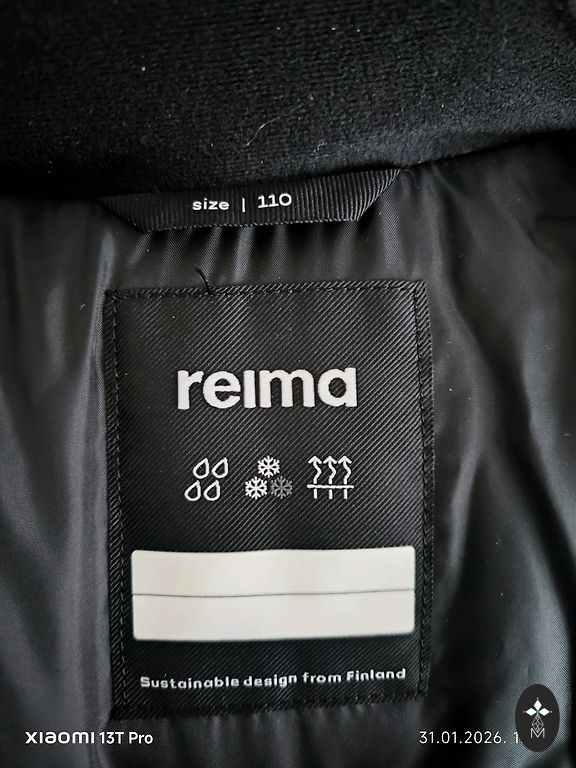 size | 110
reima
Sustainable design from Finland
XIAOMI 13T Pro
31.01.2026.
M